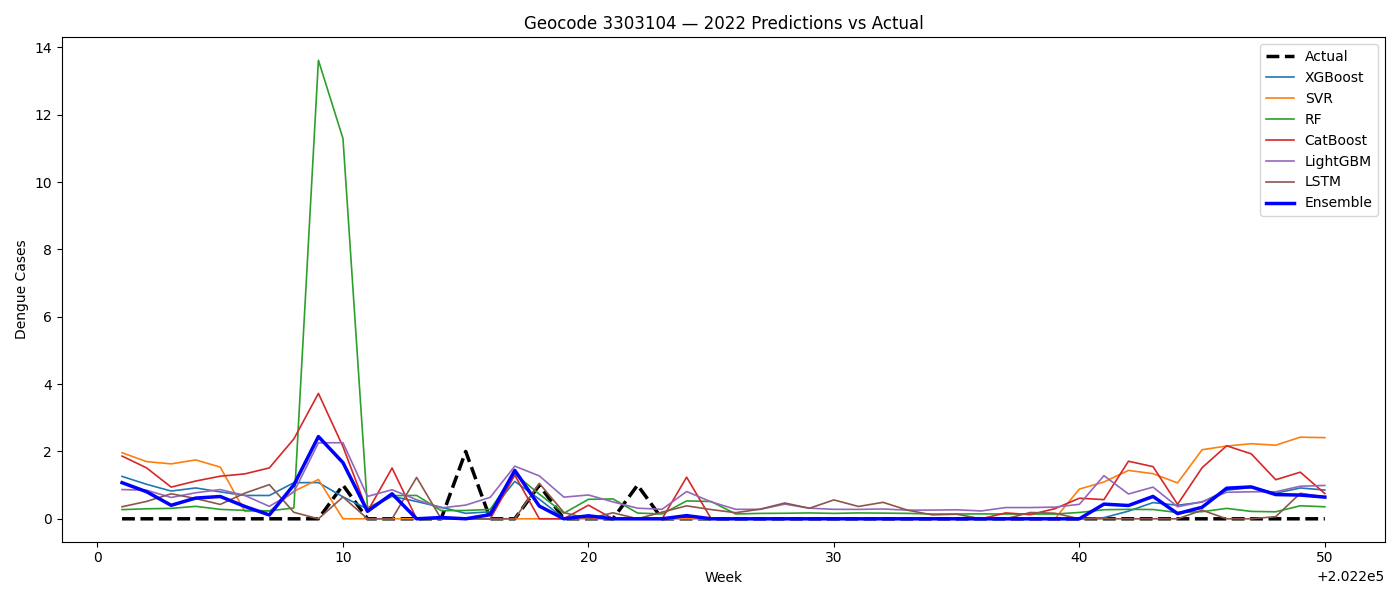 Geocode 3303104 — 2022 Predictions vs Actual
Dengue Cases
14
12
10
8
6
4
2
0
Actual
XGBoost
SVR
RF
CatBoost
LightGBM
LSTM
Ensemble
0 10 20 30 40 50
Week
+2.022e5